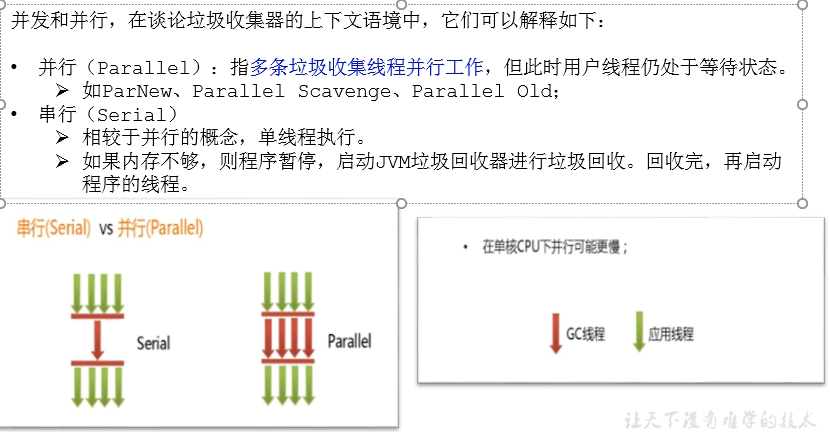 并发和并行，在谈论垃圾收集器的上下文语境中，它们可以解释如下：
• 并行（Parallel）：指多条垃圾收集线程并行工作，但此时用户线程仍处于等待状态。
➢ 如ParNew、Parallel Scavenge、Parallel Old；
• 串行（Serial）
➢ 相较于并行的概念，单线程执行。
➢ 如果内存不够，则程序暂停，启动JVM垃圾回收器进行垃圾回收。回收完，再启动
程序的线程。
串行(Serial) vs 并行(Parallel)
Serial
Parallel
• 在单核CPU下并行可能更慢；
GC线程
应用线程
让天下没有难学的技术